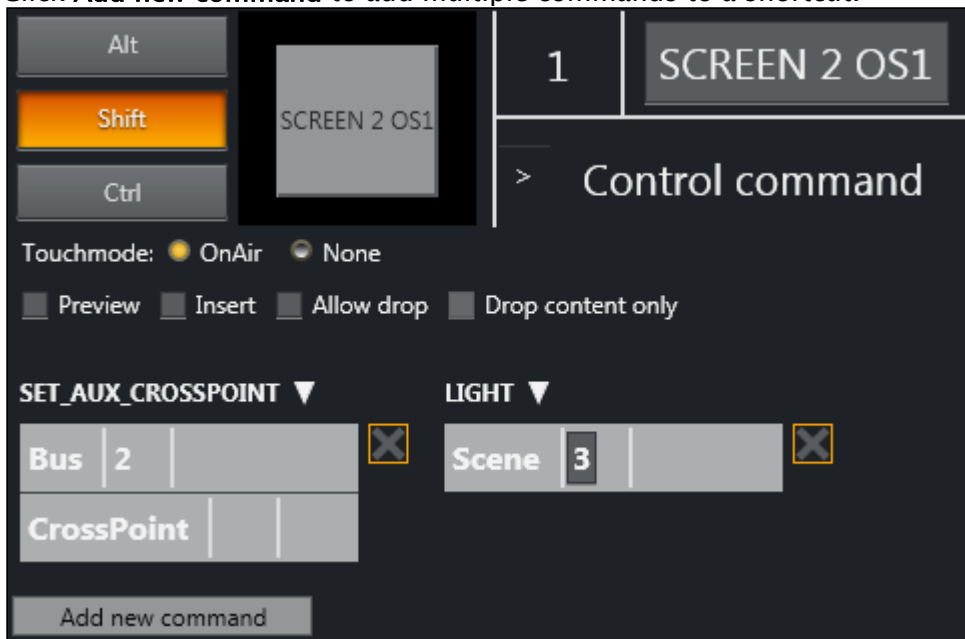 Click Add new command to add multiple commands to a shortcut.
Alt
Shift
Ctrl
SCREEN 2 OS1
1
SCREEN 2 OS1
> Control command
Touchmode: OnAir None
Preview Insert Allow drop Drop content only
SET_AUX_CROSSPOINT ▼ LIGHT ▼
Bus 2
CrossPoint
Scene 3
Add new command